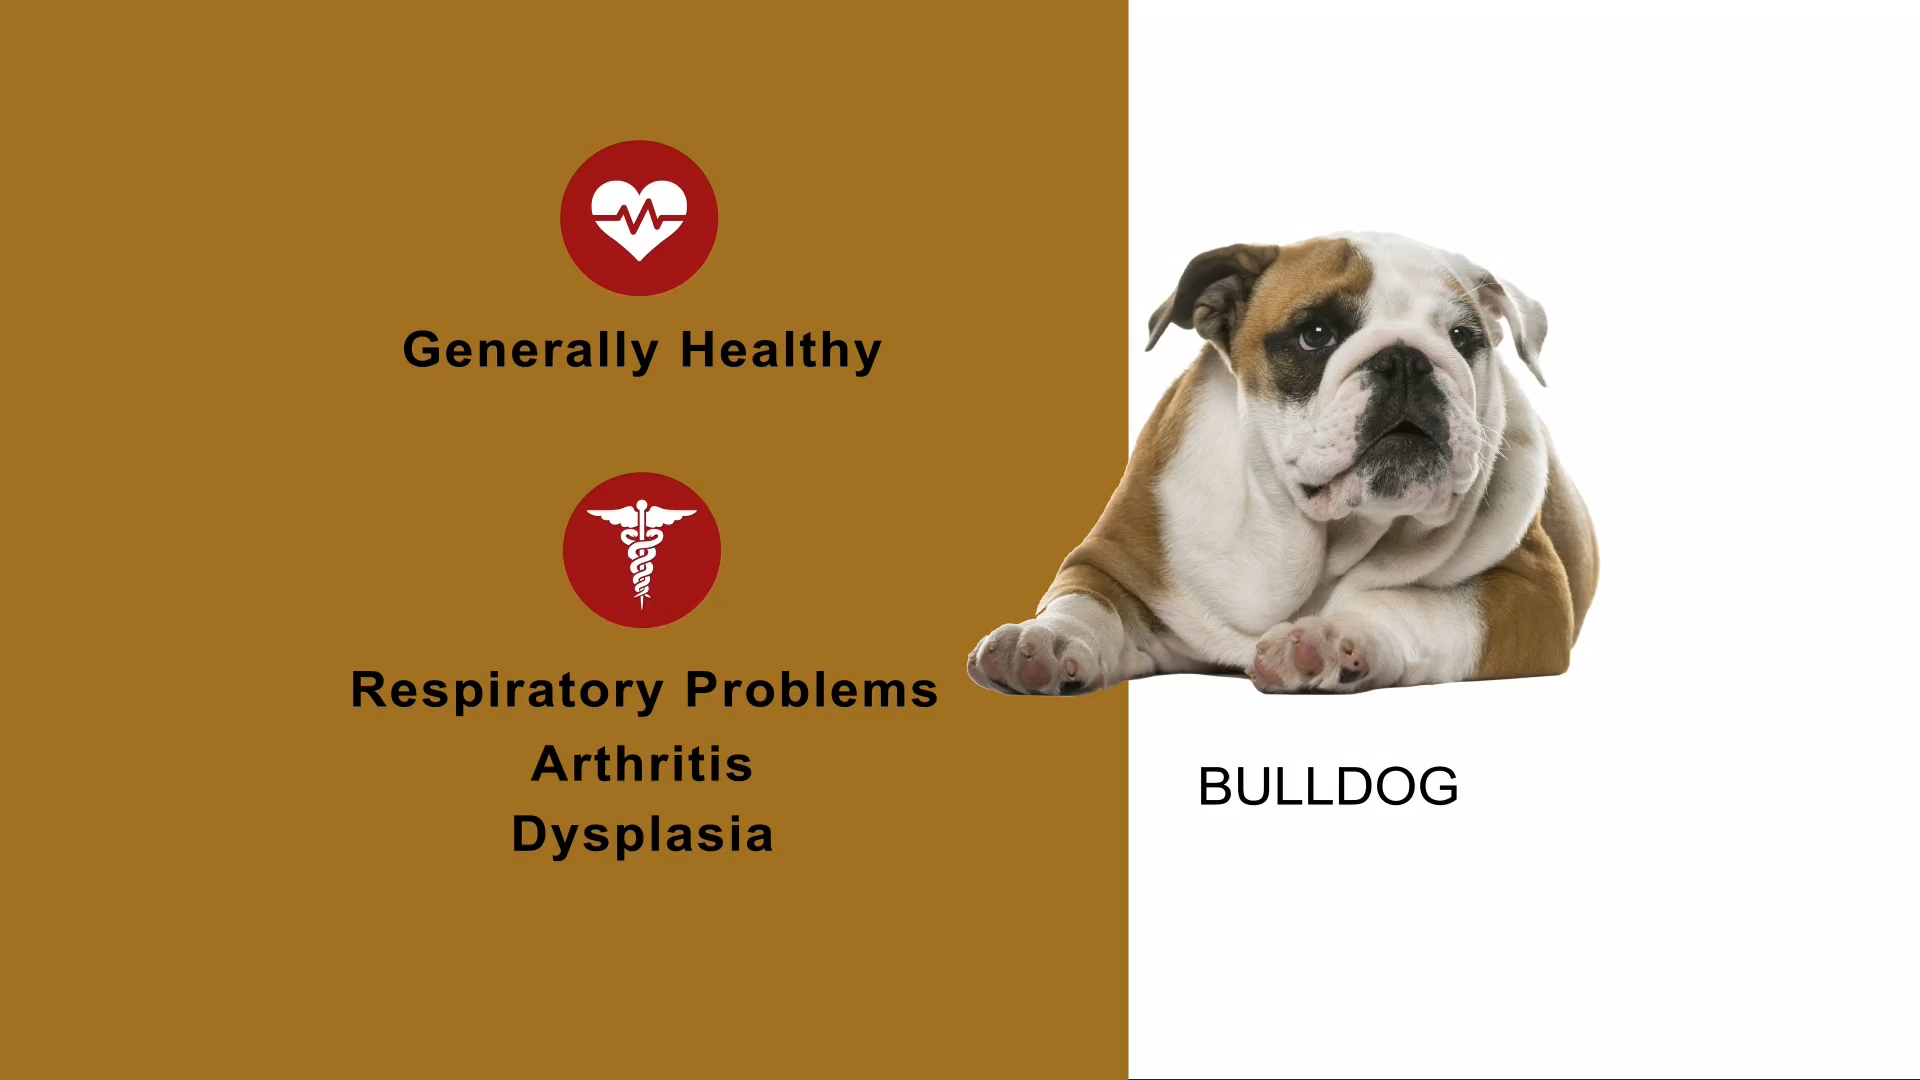 Generally Healthy
Respiratory Problems
Arthritis
Dysplasia
BULLDOG